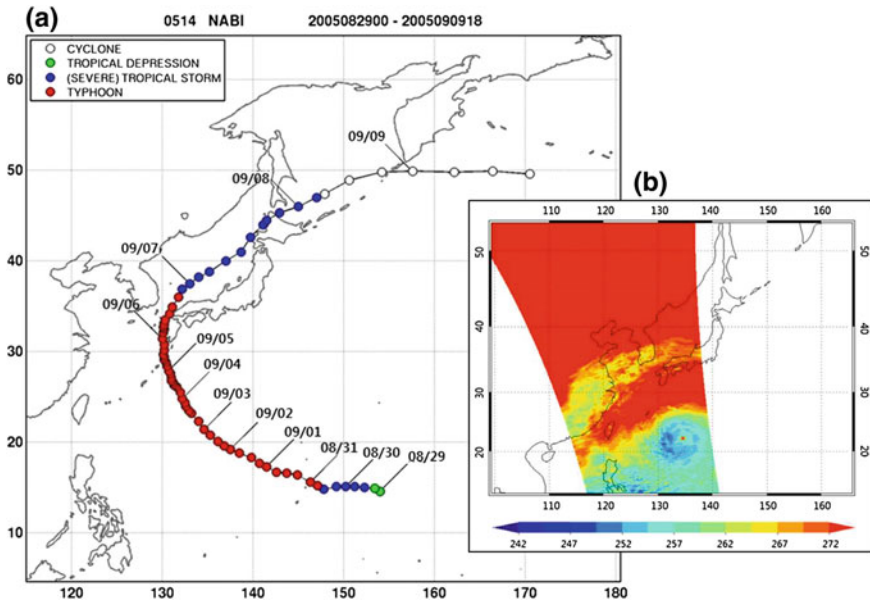 (a)
0514 NABI 2005082900 - 2005090918
CYCLONE
TROPICAL DEPRESSION
(SEVERE) TROPICAL STORM
TYPHOON
60
50
40
30
20
10
120 130 140 150 160 170 180
09/09
09/08
09/07
09/06
09/05
09/04
09/03
09/02
09/01
08/31
08/30
08/29
(b)
110 120 130 140 150 160
50 50
40 40
30 30
20 20
110 120 130 140 150 160
242 247 252 257 262 267 272